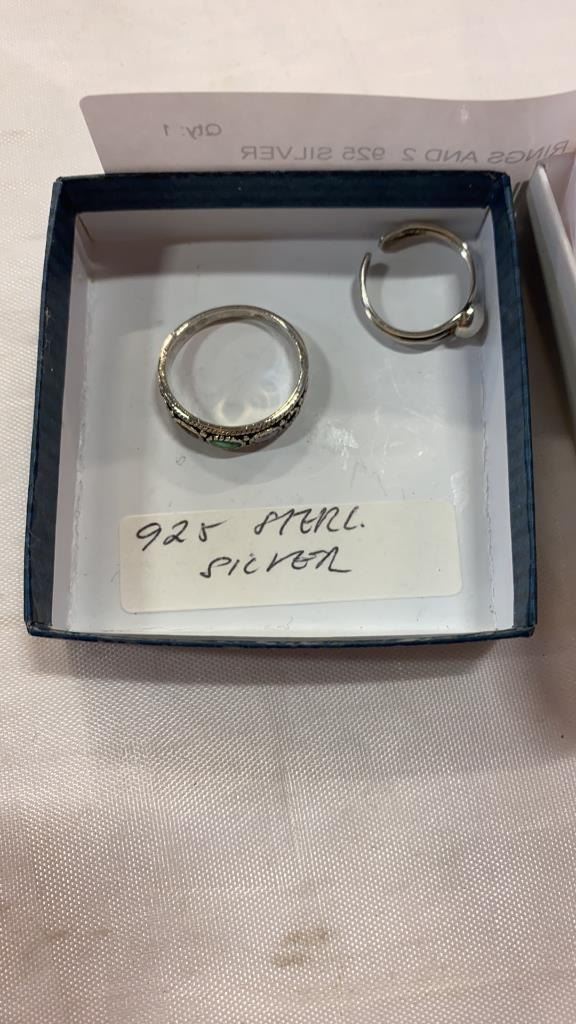 Qty: 1
RINGS AND 2 925 SILVER
925 STERL.
SILVER